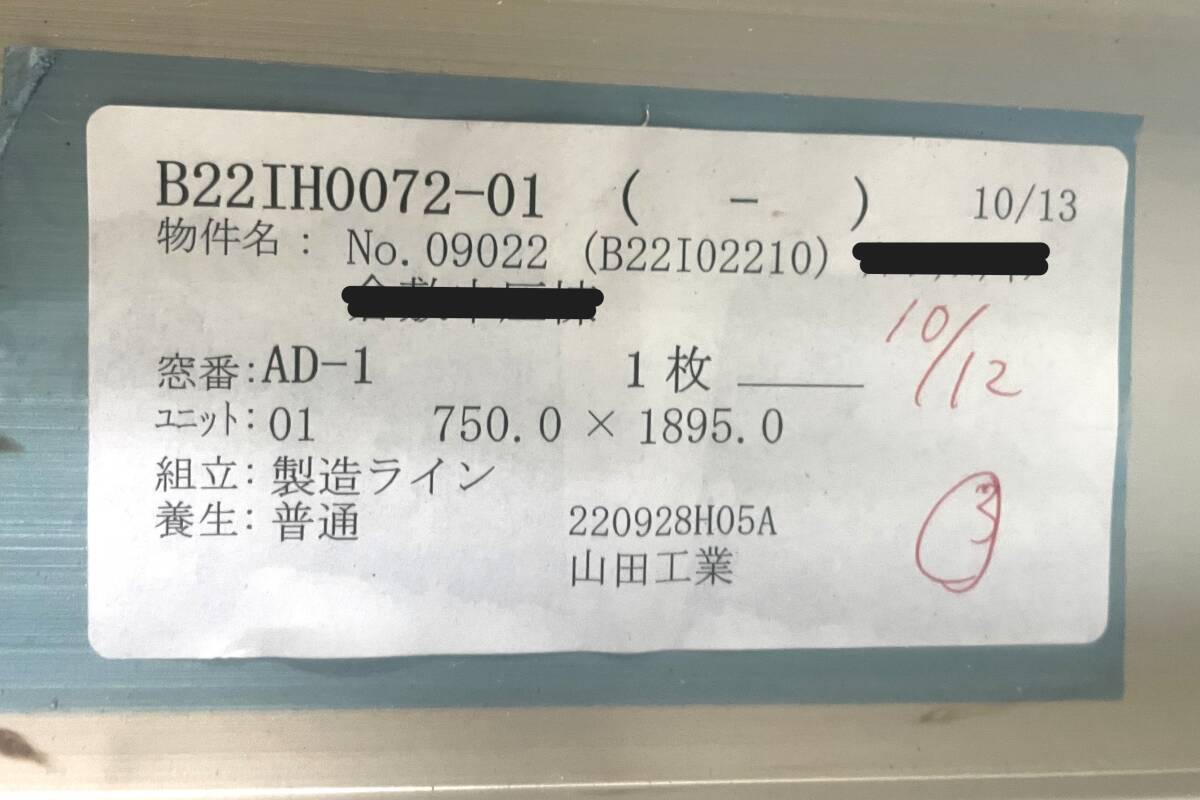 B22IH0072-01 ( - ) 10/13
物件名: No.09022 (B22I02210)
10/12
窓番:AD-1 1枚
ﾕﾆｯﾄ:01 750.0×1895.0
組立:製造ライン
養生:普通 220928H05A
③
山田工業